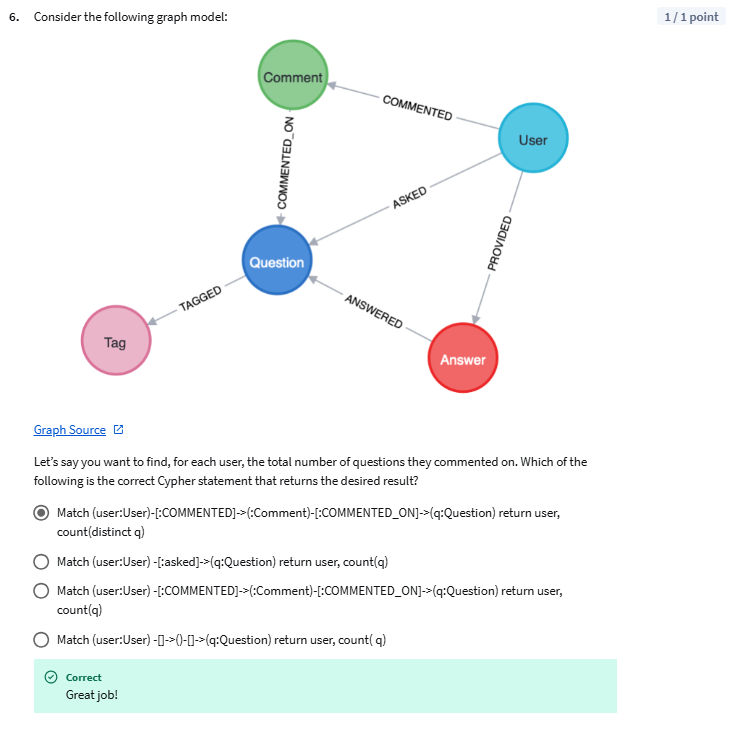 6. Consider the following graph model:
1 / 1 point
Comment
COMMENTED
User
COMMENTED_ON
ASKED
PROVIDED
Question
TAGGED
ANSWERED
Tag
Answer
Graph Source
Let's say you want to find, for each user, the total number of questions they commented on. Which of the
following is the correct Cypher statement that returns the desired result?
Match (user:User)-[:COMMENTED]->(:Comment)-[:COMMENTED_ON]->(q:Question) return user,
count(distinct q)
Match (user:User) -[:asked]->(q:Question) return user, count(q)
Match (user:User) -[:COMMENTED]->(:Comment)-[:COMMENTED_ON]->(q:Question) return user,
count(q)
Match (user:User) -[]->()-[]->(q:Question) return user, count( q)
Correct
Great job!